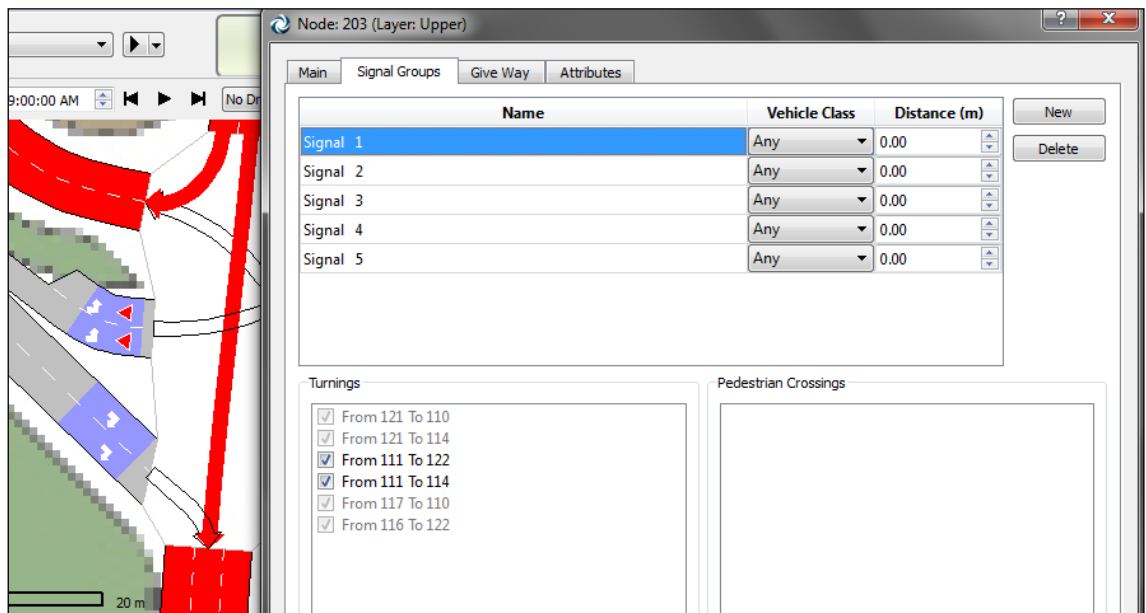 Node: 203 (Layer: Upper)
?
X
Main
Signal Groups
Give Way
Attributes
9:00:00 AM
No Dr
Name
Vehicle Class
Distance (m)
New
Signal 1
Any
0.00
Delete
Signal 2
Any
0.00
Signal 3
Any
0.00
Signal 4
Any
0.00
Signal 5
Any
0.00
Turnings
Pedestrian Crossings
From 121 To 110
From 121 To 114
From 111 To 122
From 111 To 114
From 117 To 110
From 116 To 122
20 m